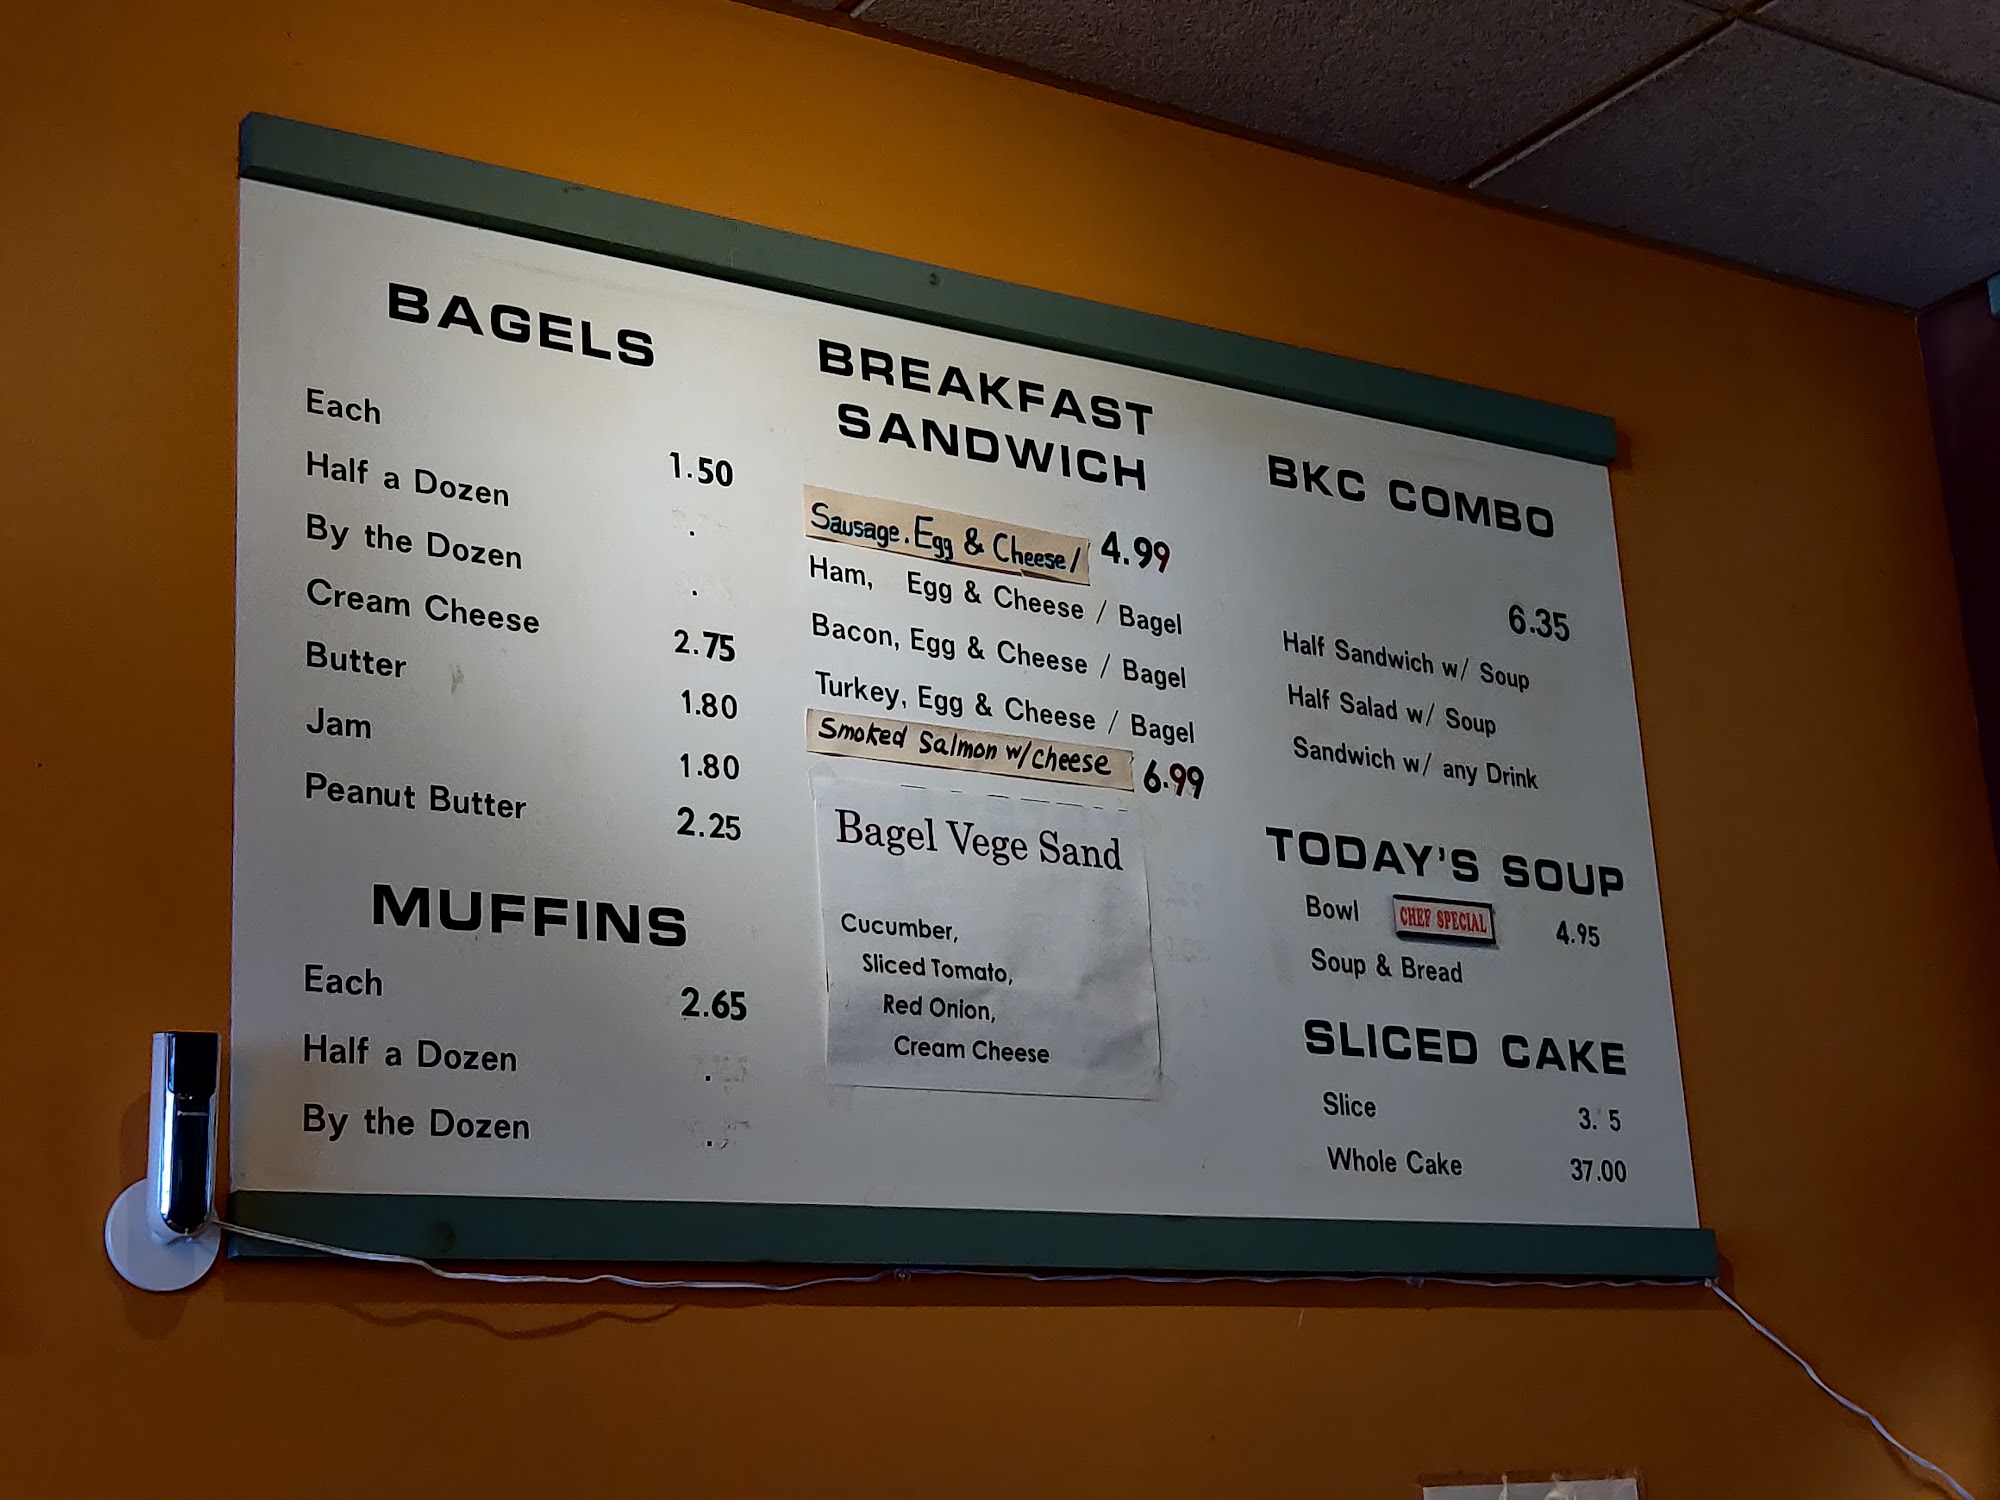 BAGELS
Each
1.50
Half a Dozen
.
By the Dozen
.
Cream Cheese
2.75
Butter
1.80
Jam
1.80
Peanut Butter
2.25
MUFFINS
Each
2.65
Half a Dozen
.
By the Dozen
.
BREAKFAST
SANDWICH
Sausage. Egg & Cheese / 4.99
Ham, Egg & Cheese / Bagel
Bacon, Egg & Cheese / Bagel
Turkey, Egg & Cheese / Bagel
Smoked Salmon w/cheese 6.99
Bagel Vege Sand
Cucumber,
Sliced Tomato,
Red Onion,
Cream Cheese
BKC COMBO
6.35
Half Sandwich w/ Soup
Half Salad w/ Soup
Sandwich w/ any Drink
TODAY'S SOUP
Bowl CHEF SPECIAL 4.95
Soup & Bread
SLICED CAKE
Slice 3. 5
Whole Cake 37.00